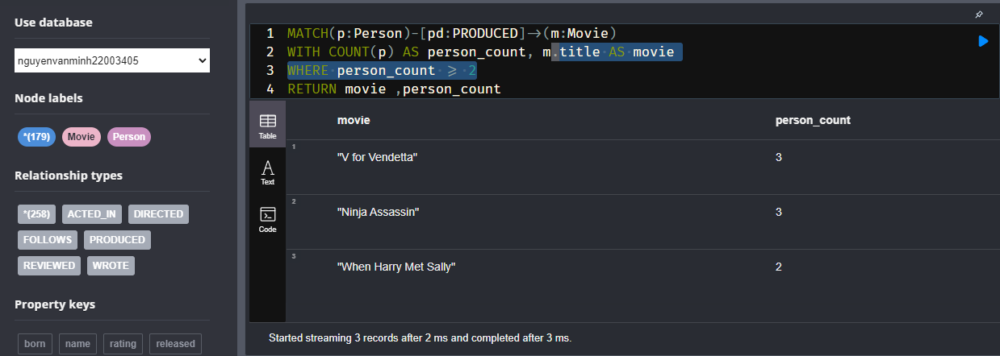 Use database
nguyenvanminh22003405
Node labels
*(179) Movie Person
Relationship types
*(258) ACTED_IN DIRECTED
FOLLOWS PRODUCED
REVIEWED WROTE
Property keys
born name rating released
1 MATCH(p:Person)-[pd:PRODUCED]->(m:Movie)
2 WITH COUNT(p) AS person_count, m.title AS movie
3 WHERE person_count >= 2
4 RETURN movie ,person_count
Table
Text
Code
movie person_count
1 "V for Vendetta" 3
2 "Ninja Assassin" 3
3 "When Harry Met Sally" 2
Started streaming 3 records after 2 ms and completed after 3 ms.